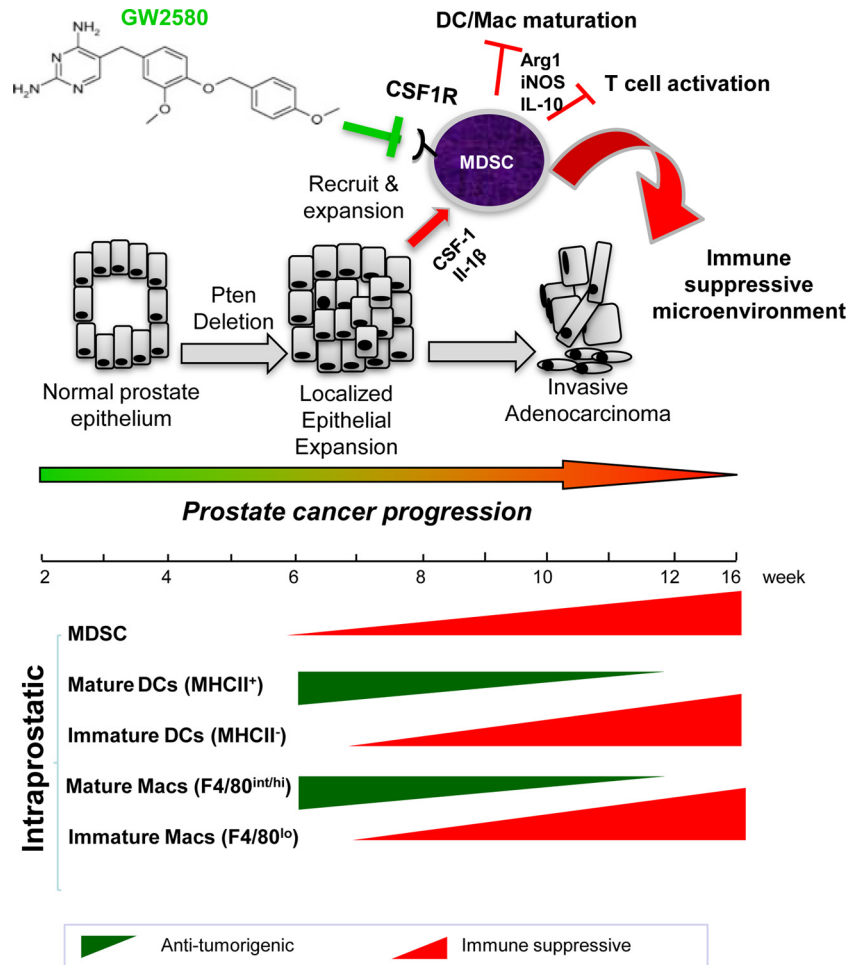 GW2580
NH₂
N
H₂N
N
O
O
O
DC/Mac maturation
Arg1
iNOS
IL-10
T cell activation
CSF1R
MDSC
Recruit &
expansion
CSF-1
Il-1β
Immune
suppressive
microenvironment
Pten
Deletion
Normal prostate
epithelium
Localized
Epithelial
Expansion
Invasive
Adenocarcinoma
Prostate cancer progression
2 4 6 8 10 12 16 week
Intraprostatic
MDSC
Mature DCs (MHCII⁺)
Immature DCs (MHCII⁻)
Mature Macs (F4/80ⁱⁿᵗ/ʰⁱ)
Immature Macs (F4/80ˡᵒ)
Anti-tumorigenic
Immune suppressive